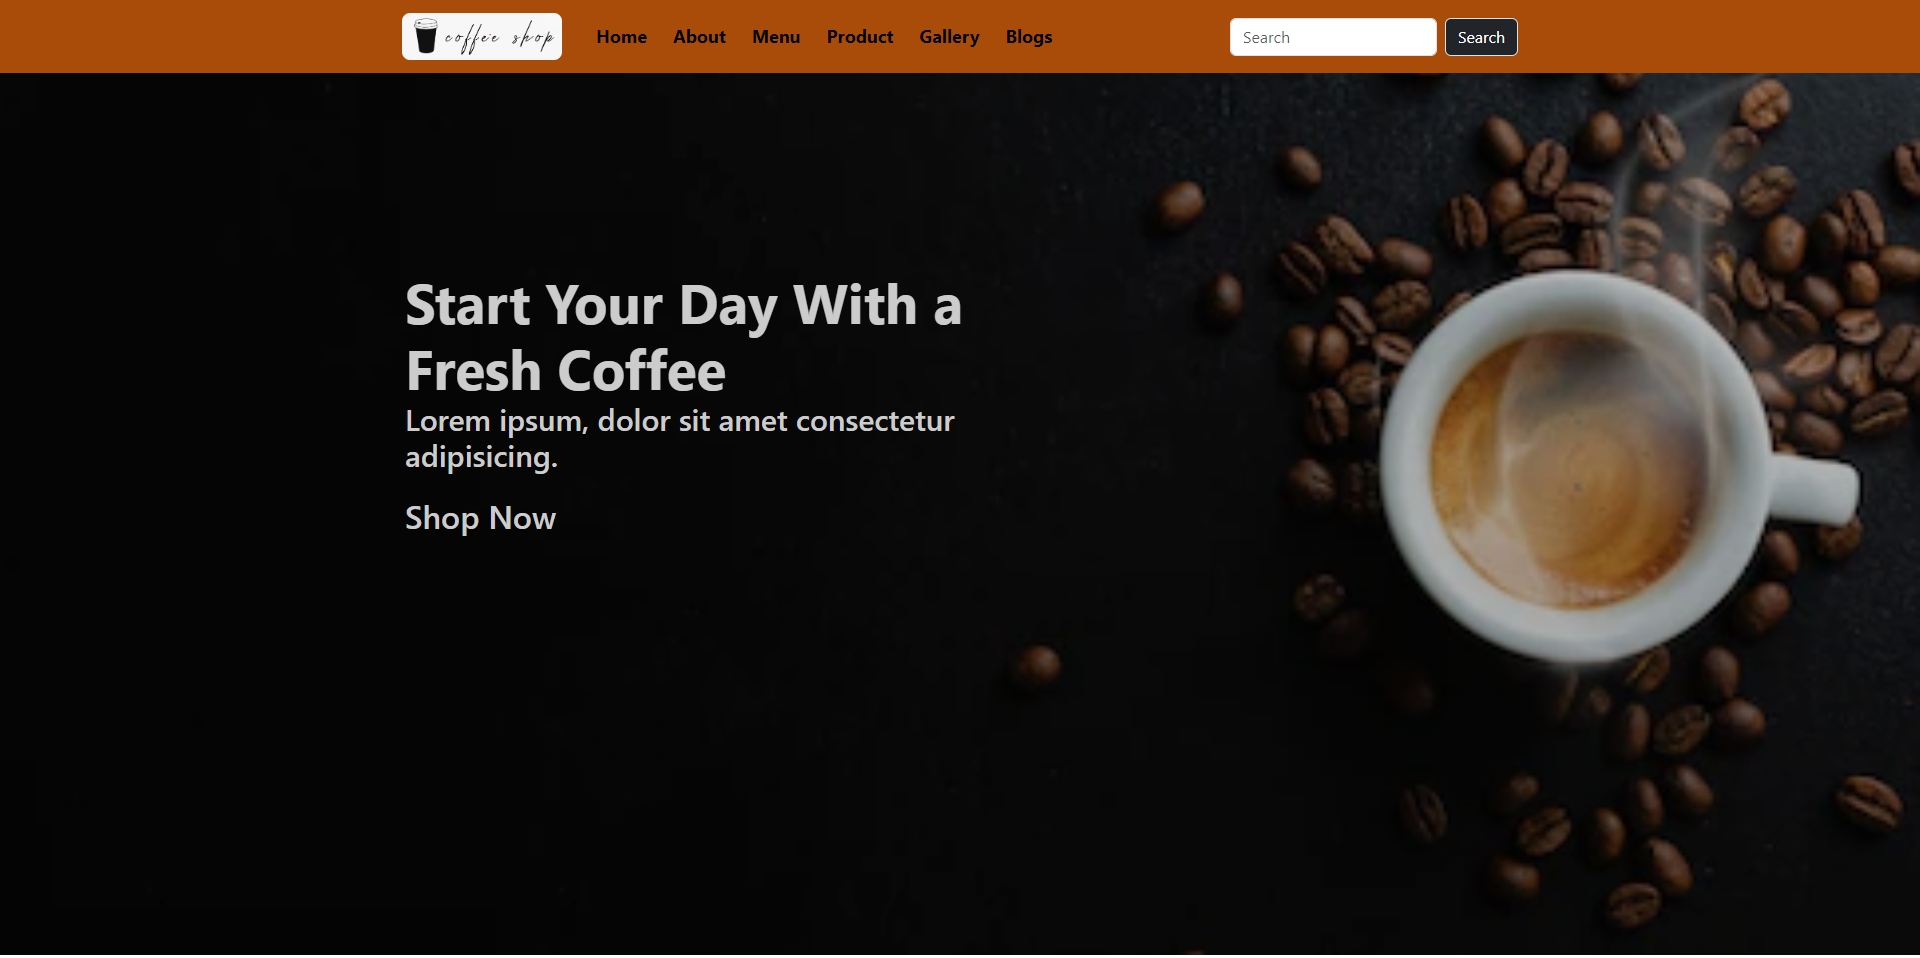 coffee shop
Home About Menu Product Gallery Blogs
Search Search
Start Your Day With a
Fresh Coffee
Lorem ipsum, dolor sit amet consectetur
adipisicing.
Shop Now